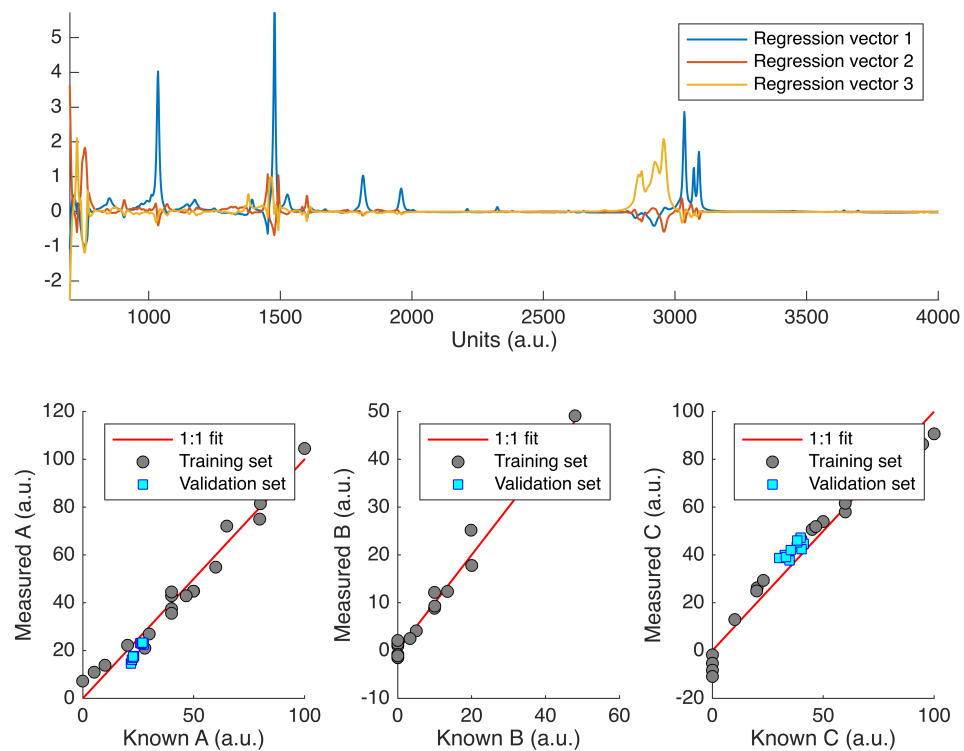 5
4
3
2
1
0
-1
-2
Regression vector 1
Regression vector 2
Regression vector 3
1000 1500 2000 2500 3000 3500 4000
Units (a.u.)
120
100
80
60
40
20
0
Measured A (a.u.)
1:1 fit
Training set
Validation set
0 50 100
Known A (a.u.)
50
40
30
20
10
0
-10
Measured B (a.u.)
1:1 fit
Training set
Validation set
0 20 40 60
Known B (a.u.)
100
80
60
40
20
0
-20
Measured C (a.u.)
1:1 fit
Training set
Validation set
0 50 100
Known C (a.u.)